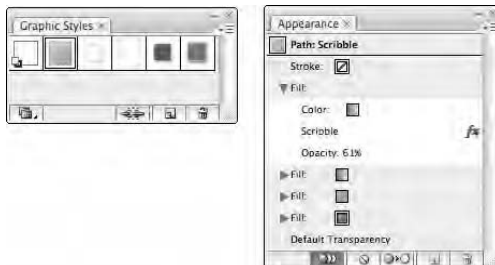 Graphic Styles ×
Appearance ×
Path: Scribble
Stroke:
Fill:
Color:
Scribble fx
Opacity: 61%
Fill:
Fill:
Fill:
Default Transparency